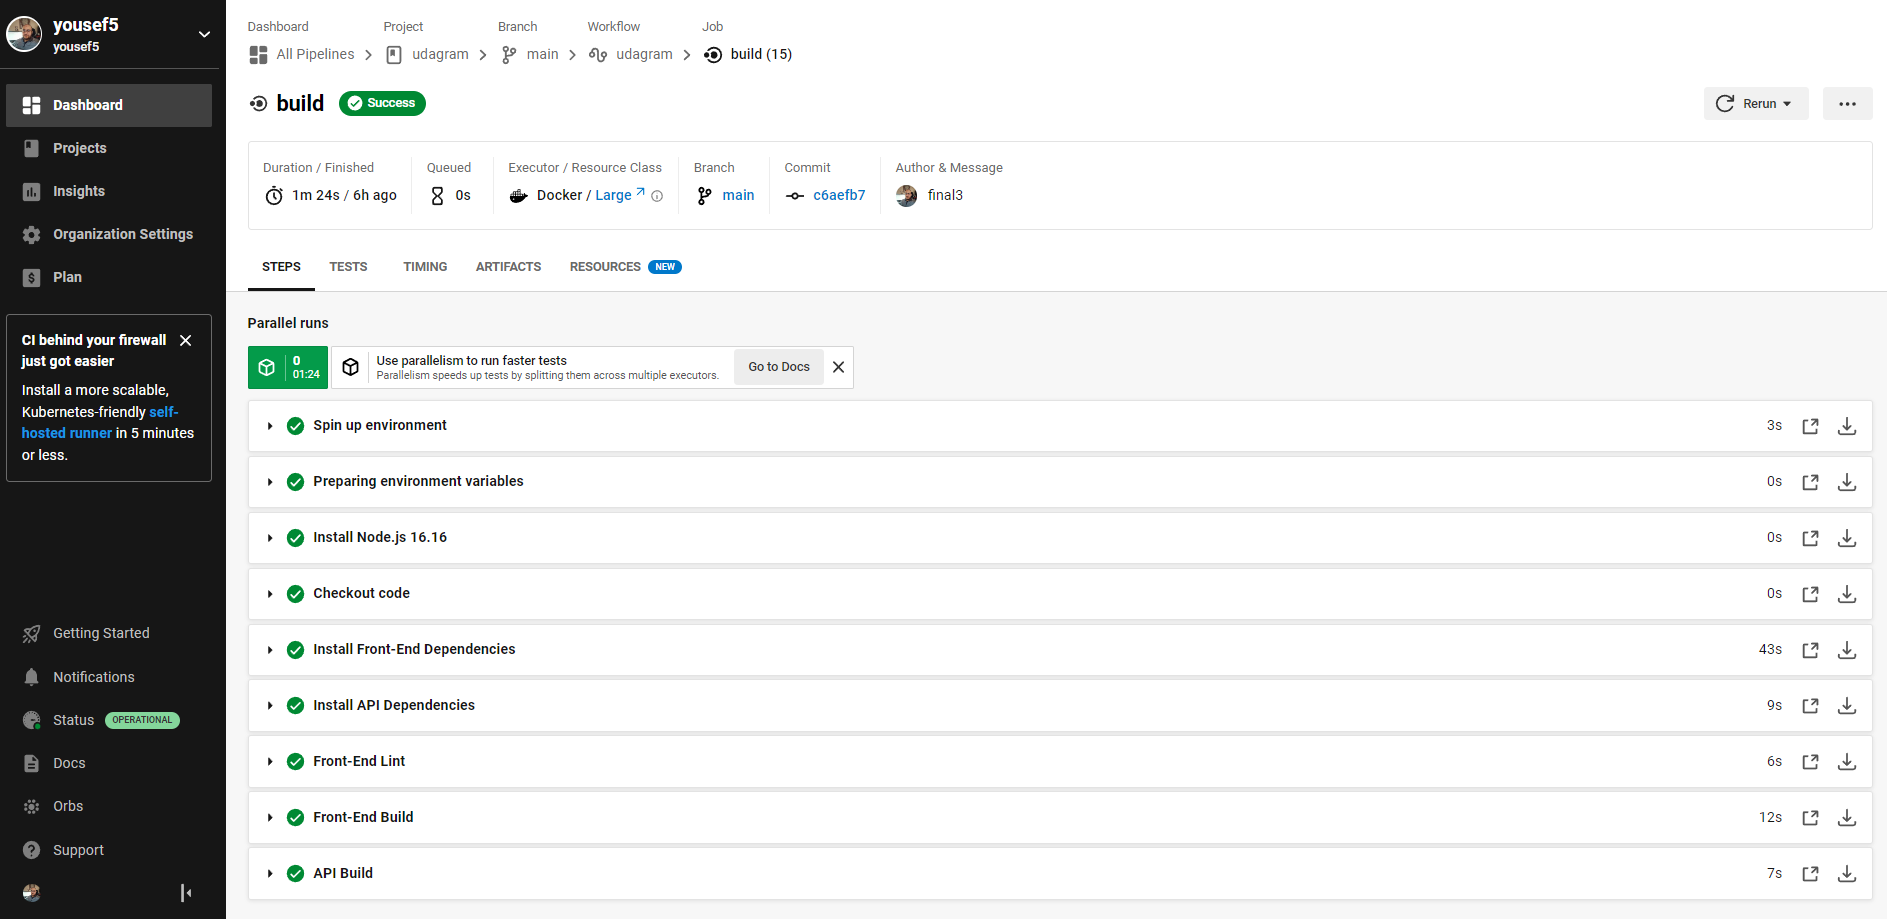 yousef5
yousef5
Dashboard
Projects
Insights
Organization Settings
Plan
CI behind your firewall
just got easier
Install a more scalable,
Kubernetes-friendly self-
hosted runner in 5 minutes
or less.
Getting Started
Notifications
Status OPERATIONAL
Docs
Orbs
Support
Dashboard Project Branch Workflow Job
All Pipelines udagram main udagram build (15)
build Success
Rerun
Duration / Finished Queued Executor / Resource Class Branch Commit Author & Message
1m 24s / 6h ago 0s Docker / Large main c6aefb7 final3
STEPS TESTS TIMING ARTIFACTS RESOURCES NEW
Parallel runs
0
01:24
Use parallelism to run faster tests
Parallelism speeds up tests by splitting them across multiple executors.
Go to Docs
Spin up environment 3s
Preparing environment variables 0s
Install Node.js 16.16 0s
Checkout code 0s
Install Front-End Dependencies 43s
Install API Dependencies 9s
Front-End Lint 6s
Front-End Build 12s
API Build 7s